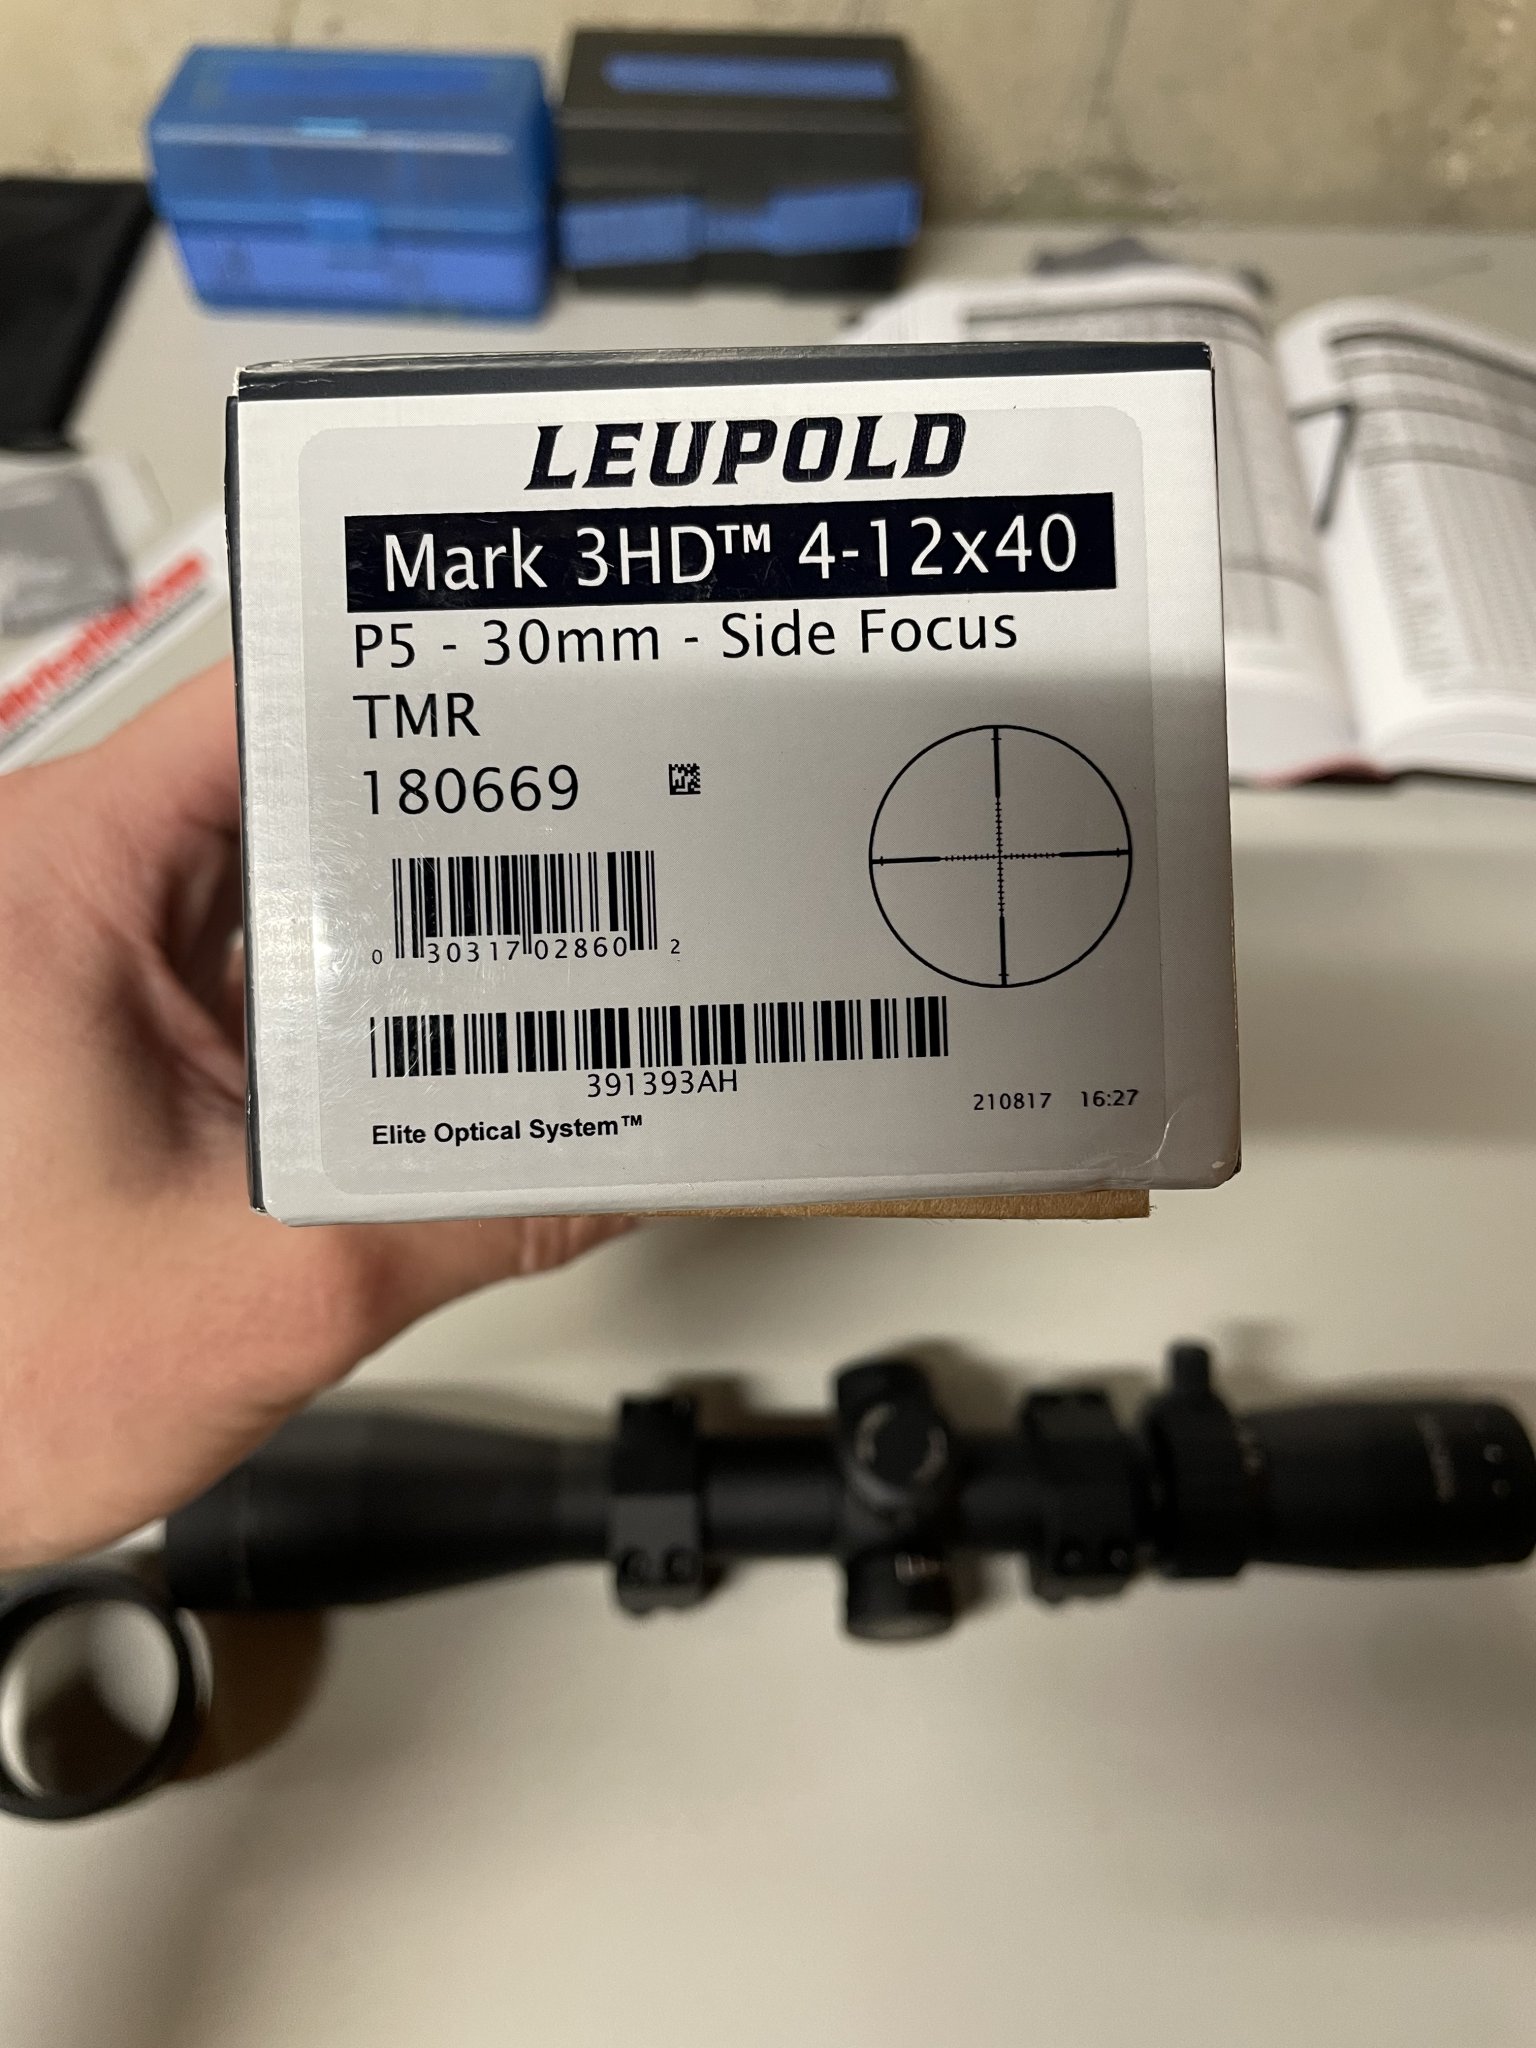 LEUPOLD
Mark 3HD™ 4-12x40
P5 - 30mm - Side Focus
TMR
180669
0 30317 02860 2
391393AH
Elite Optical System™
210817 16:27